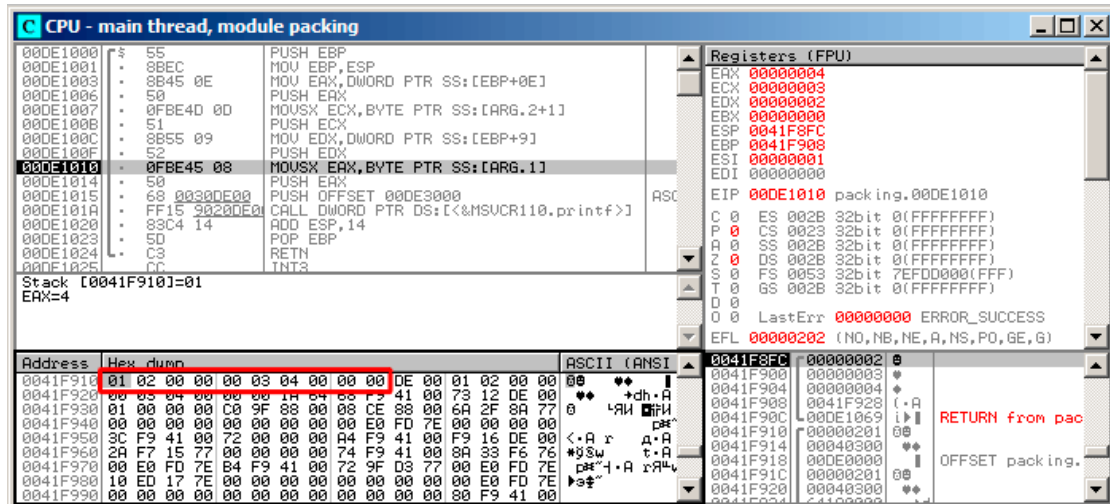 CPU - main thread, module packing
00DE1000 55 PUSH EBP
00DE1001 8BEC MOV EBP,ESP
00DE1003 8B45 0E MOV EAX,DWORD PTR SS:[EBP+0E]
00DE1006 50 PUSH EAX
00DE1007 0FBE4D 0D MOVSX ECX,BYTE PTR SS:[ARG.2+1]
00DE100B 51 PUSH ECX
00DE100C 8B55 09 MOV EDX,DWORD PTR SS:[EBP+9]
00DE100F 52 PUSH EDX
00DE1010 0FBE45 08 MOVSX EAX,BYTE PTR SS:[ARG.1]
00DE1014 50 PUSH EAX
00DE1015 68 0030DE00 PUSH OFFSET 00DE3000 ASC
00DE101A FF15 9020DE0 CALL DWORD PTR DS:[<&MSVCR110.printf>]
00DE1020 83C4 14 ADD ESP,14
00DE1023 5D POP EBP
00DE1024 C3 RETN
00DE1025 CC INT3
Stack [0041F910]=01
EAX=4
Registers (FPU)
EAX 00000004
ECX 00000003
EDX 00000002
EBX 00000000
ESP 0041F8FC
EBP 0041F908
ESI 00000001
EDI 00000000
EIP 00DE1010 packing.00DE1010
C 0 ES 002B 32bit 0(FFFFFFFF)
P 0 CS 0023 32bit 0(FFFFFFFF)
A 0 SS 002B 32bit 0(FFFFFFFF)
Z 0 DS 002B 32bit 0(FFFFFFFF)
S 0 FS 0053 32bit 7EFDD000(FFF)
T 0 GS 002B 32bit 0(FFFFFFFF)
D 0
O 0 LastErr 00000000 ERROR_SUCCESS
EFL 00000202 (NO,NB,NE,A,NS,PO,GE,G)
Address Hex dump ASCII (ANSI
0041F910 01 02 00 00 00 03 04 00 00 00 DE 00 01 02 00 00
0041F920 00 03 04 00 00 00 1A 64 68 F9 41 00 73 12 DE 00
0041F930 01 00 00 00 C0 9F 88 00 08 CE 88 00 6A 2F 8A 77
0041F940 00 00 00 00 00 00 00 00 00 E0 FD 7E 00 00 00 00
0041F950 3C F9 41 00 72 00 00 00 A4 F9 41 00 F9 16 DE 00
0041F960 2A F7 15 77 00 00 00 00 74 F9 41 00 8A 33 F6 76
0041F970 00 E0 FD 7E B4 F9 41 00 72 9F D3 77 00 E0 FD 7E
0041F980 10 ED 17 7E 00 00 00 00 00 00 00 00 00 E0 FD 7E
0041F990 00 00 00 00 00 00 00 00 00 00 00 00 80 F9 41 00
0041F8FC 00000002
0041F900 00000003
0041F904 00000004
0041F908 0041F928
0041F90C 00DE1069 RETURN from pac
0041F910 00000201
0041F914 00040300
0041F918 00DE0000 OFFSET packing.
0041F91C 00000201
0041F920 00040300